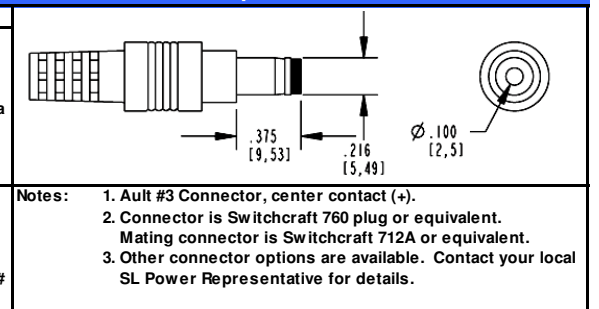 a
.375
[9,53]
.216
[5,49]
Ø .100
[2,5]
Notes: 1. Ault #3 Connector, center contact (+).
2. Connector is Switchcraft 760 plug or equivalent.
Mating connector is Switchcraft 712A or equivalent.
3. Other connector options are available. Contact your local
SL Power Representative for details.
#